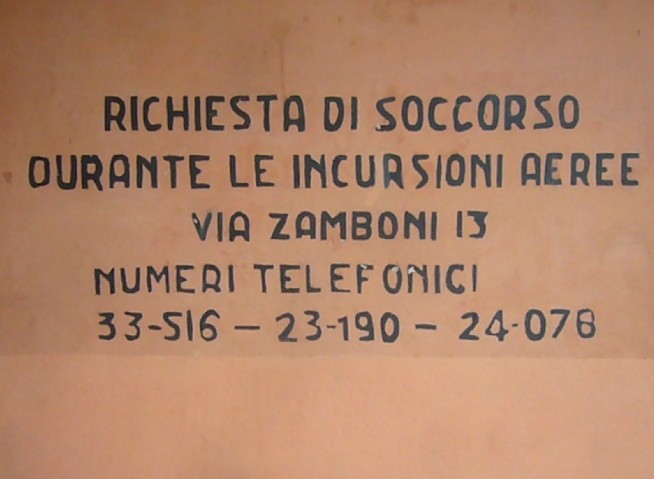 RICHIESTA DI SOCCORSO
DURANTE LE INCURSIONI AEREE
VIA ZAMBONI 13
NUMERI TELEFONICI
33-516 — 23-190 — 24-078